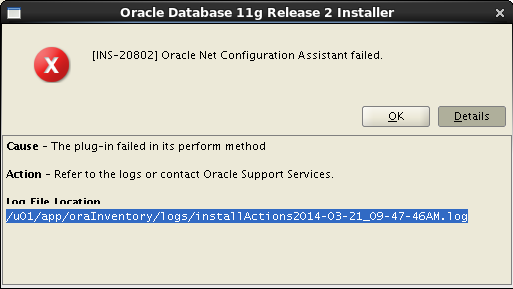 Oracle Database 11g Release 2 Installer
[INS-20802] Oracle Net Configuration Assistant failed.
OK
Details
Cause - The plug-in failed in its perform method
Action - Refer to the logs or contact Oracle Support Services.
Log File Location
/u01/app/oraInventory/logs/installActions2014-03-21_09-47-46AM.log